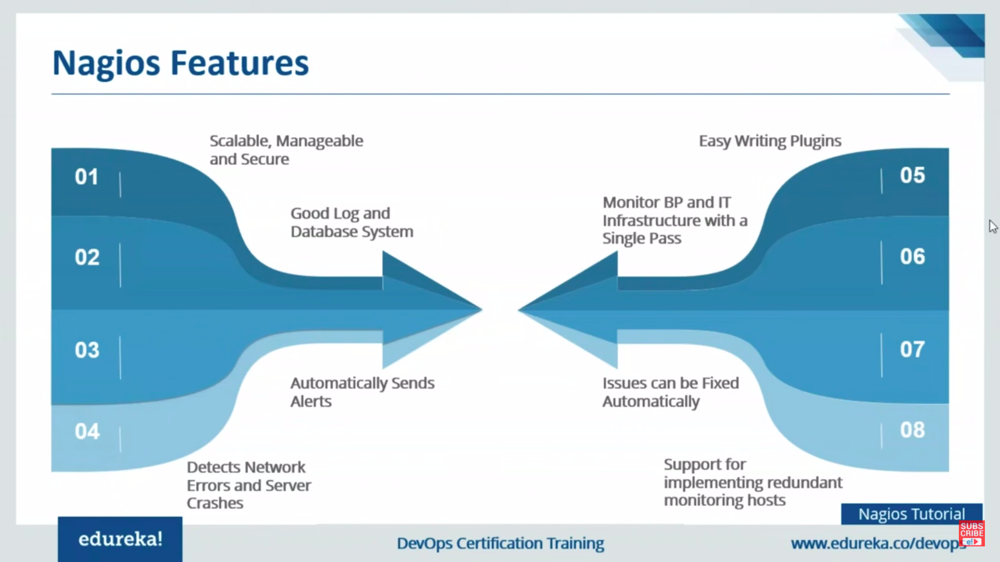 Nagios Features
01
Scalable, Manageable
and Secure
02
Good Log and
Database System
03
Automatically Sends
Alerts
04
Detects Network
Errors and Server
Crashes
05
Easy Writing Plugins
06
Monitor BP and IT
Infrastructure with a
Single Pass
07
Issues can be Fixed
Automatically
08
Support for
implementing redundant
monitoring hosts
Nagios Tutorial
edureka!
DevOps Certification Training
www.edureka.co/devops
SUBS
CRIBE
e!